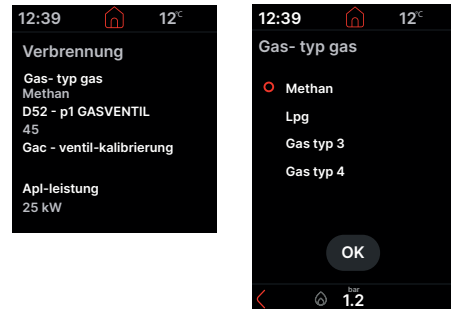 12:39
12°C
Verbrennung
Gas- typ gas
Methan
D52 - p1 GASVENTIL
45
Gac - ventil-kalibrierung
Apl-leistung
25 kW
12:39
12°C
Gas- typ gas
Methan
Lpg
Gas typ 3
Gas typ 4
OK
bar
1.2